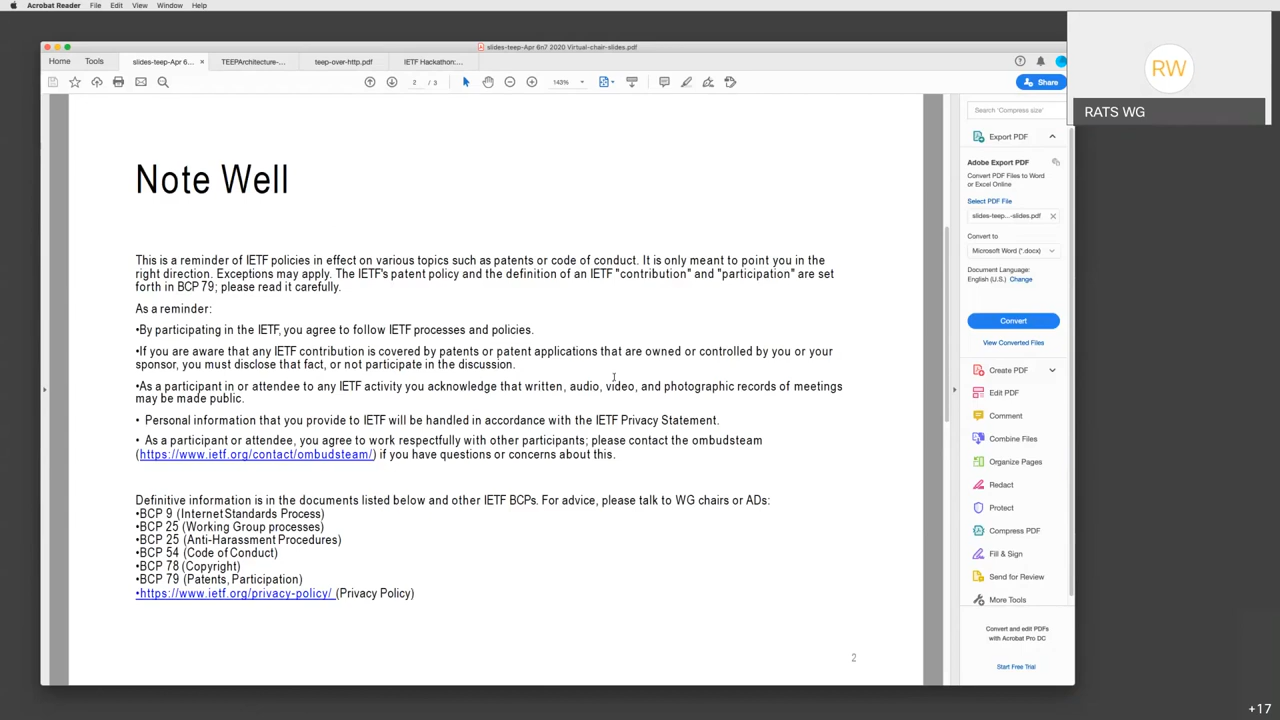 Acrobat Reader File Edit View Window Help
slides-teep-Apr 6n7 2020 Virtual-chair-slides.pdf
Home Tools slides-teep-Apr 6... × TEEPArchitecture-... teep-over-http.pdf IETF Hackathon:...
2 / 3 143% Share
RW
RATS WG
Search 'Compress size'
Export PDF
Adobe Export PDF
Convert PDF Files to Word
or Excel Online
Select PDF File
slides-teep...-slides.pdf
Convert to
Microsoft Word (*.docx)
Document Language:
English (U.S.) Change
Convert
View Converted Files
Create PDF
Edit PDF
Comment
Combine Files
Organize Pages
Redact
Protect
Compress PDF
Fill & Sign
Send for Review
More Tools
Convert and edit PDFs
with Acrobat Pro DC
Start Free Trial
Note Well
This is a reminder of IETF policies in effect on various topics such as patents or code of conduct. It is only meant to point you in the
right direction. Exceptions may apply. The IETF's patent policy and the definition of an IETF "contribution" and "participation" are set
forth in BCP 79; please read it carefully.
As a reminder:
•By participating in the IETF, you agree to follow IETF processes and policies.
•If you are aware that any IETF contribution is covered by patents or patent applications that are owned or controlled by you or your
sponsor, you must disclose that fact, or not participate in the discussion.
•As a participant in or attendee to any IETF activity you acknowledge that written, audio, video, and photographic records of meetings
may be made public.
• Personal information that you provide to IETF will be handled in accordance with the IETF Privacy Statement.
• As a participant or attendee, you agree to work respectfully with other participants; please contact the ombudsteam
(https://www.ietf.org/contact/ombudsteam/) if you have questions or concerns about this.
Definitive information is in the documents listed below and other IETF BCPs. For advice, please talk to WG chairs or ADs:
•BCP 9 (Internet Standards Process)
•BCP 25 (Working Group processes)
•BCP 25 (Anti-Harassment Procedures)
•BCP 54 (Code of Conduct)
•BCP 78 (Copyright)
•BCP 79 (Patents, Participation)
•https://www.ietf.org/privacy-policy/ (Privacy Policy)
2
+17